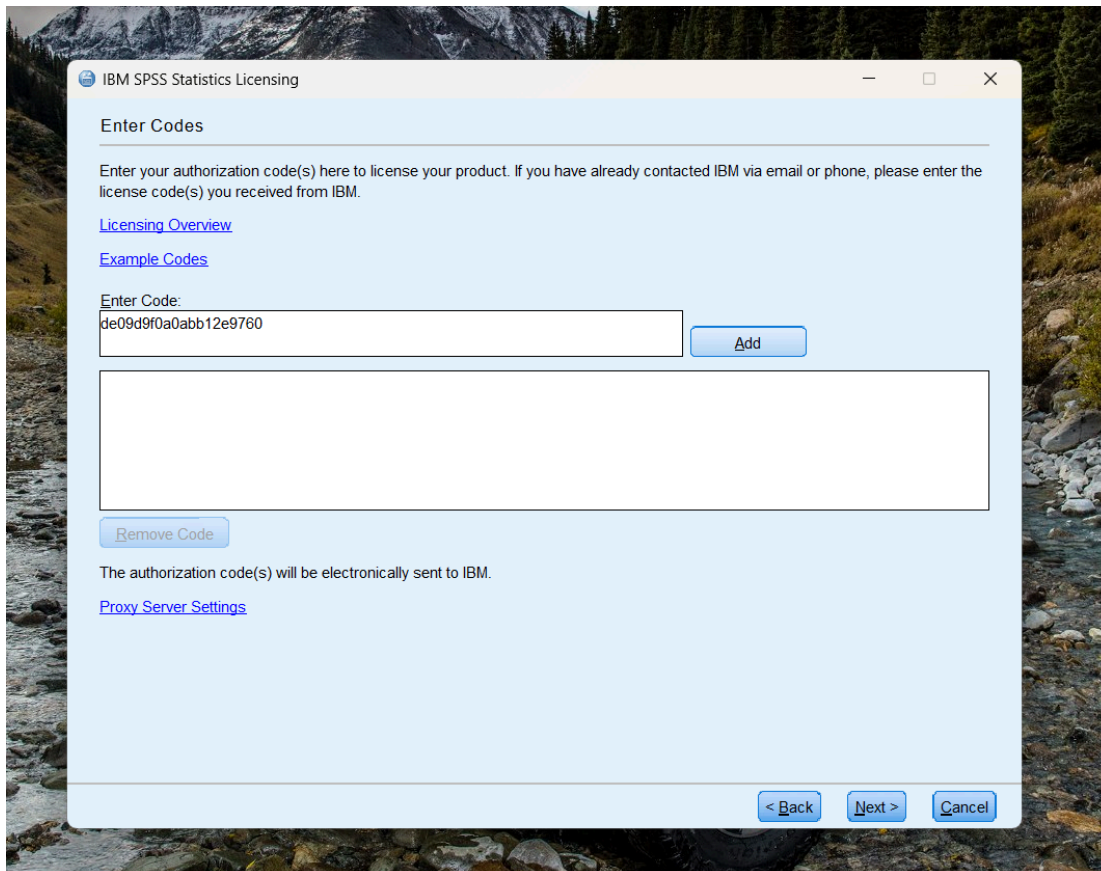 IBM SPSS Statistics Licensing
Enter Codes
Enter your authorization code(s) here to license your product. If you have already contacted IBM via email or phone, please enter the
license code(s) you received from IBM.
Licensing Overview
Example Codes
Enter Code:
de09d9f0a0abb12e9760
Add
Remove Code
The authorization code(s) will be electronically sent to IBM.
Proxy Server Settings
< Back Next > Cancel